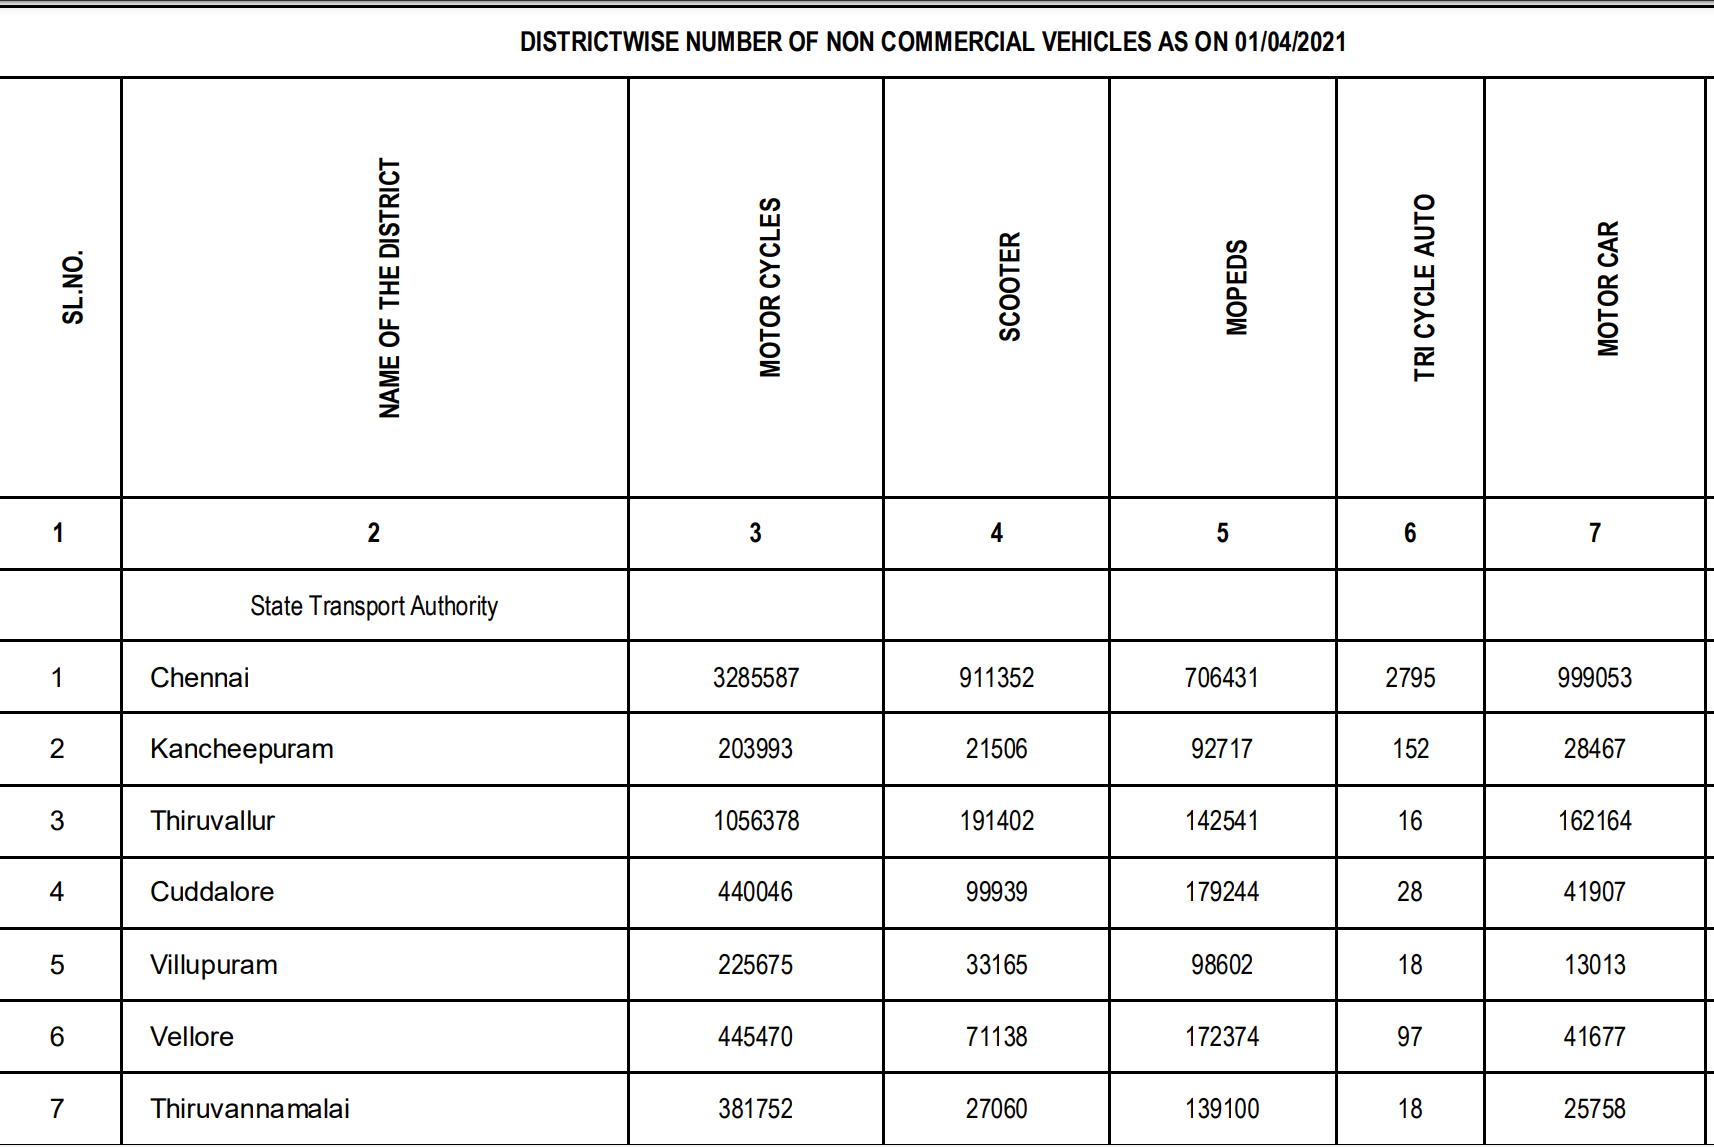 DISTRICTWISE NUMBER OF NON COMMERCIAL VEHICLES AS ON 01/04/2021
SL.NO. NAME OF THE DISTRICT MOTOR CYCLES SCOOTER MOPEDS TRI CYCLE AUTO MOTOR CAR
1 2 3 4 5 6 7
State Transport Authority
1 Chennai 3285587 911352 706431 2795 999053
2 Kancheepuram 203993 21506 92717 152 28467
3 Thiruvallur 1056378 191402 142541 16 162164
4 Cuddalore 440046 99939 179244 28 41907
5 Villupuram 225675 33165 98602 18 13013
6 Vellore 445470 71138 172374 97 41677
7 Thiruvannamalai 381752 27060 139100 18 25758